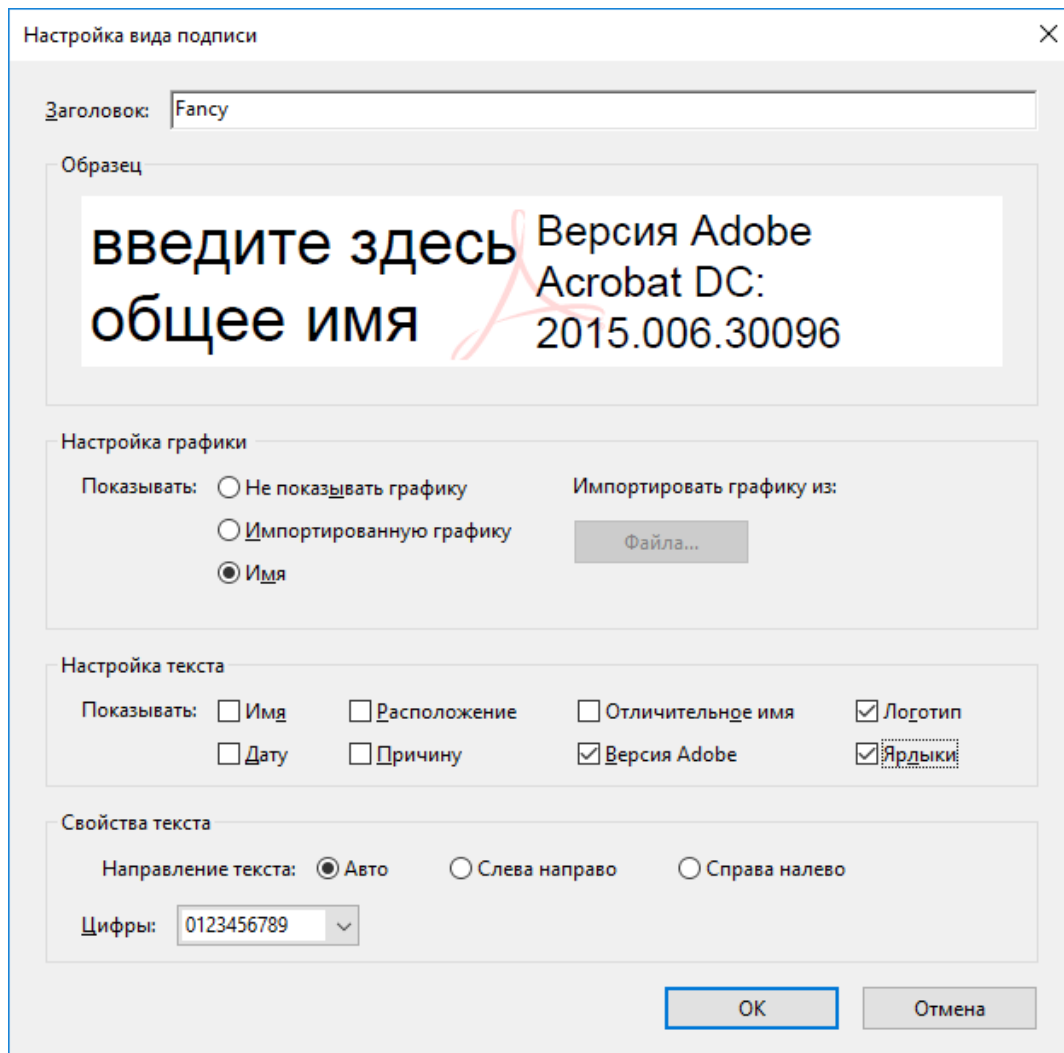 Настройка вида подписи
Заголовок: Fancy
Образец
введите здесь
общее имя
Версия Adobe
Acrobat DC:
2015.006.30096
Настройка графики
Показывать: Не показывать графику Импортировать графику из:
Импортированную графику Файла...
Имя
Настройка текста
Показывать: Имя Расположение Отличительное имя Логотип
Дату Причину Версия Adobe Ярлыки
Свойства текста
Направление текста: Авто Слева направо Справа налево
Цифры: 0123456789
OK Отмена